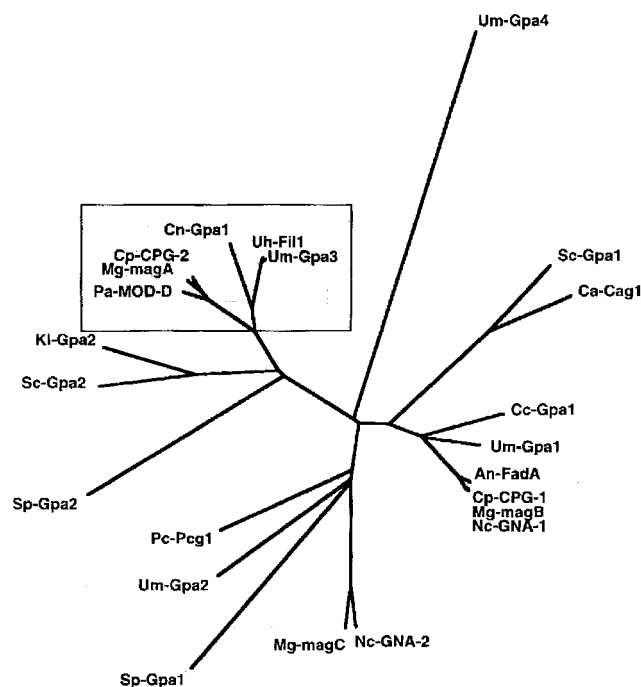 Um-Gpa4
Cn-Gpa1
Uh-Fil1
Cp-CPG-2
Um-Gpa3
Mg-magA
Sc-Gpa1
Pa-MOD-D
Ca-Cag1
Kl-Gpa2
Sc-Gpa2
Cc-Gpa1
Um-Gpa1
An-FadA
Sp-Gpa2
Cp-CPG-1
Mg-magB
Nc-GNA-1
Pc-Pcg1
Um-Gpa2
Mg-magC
Nc-GNA-2
Sp-Gpa1